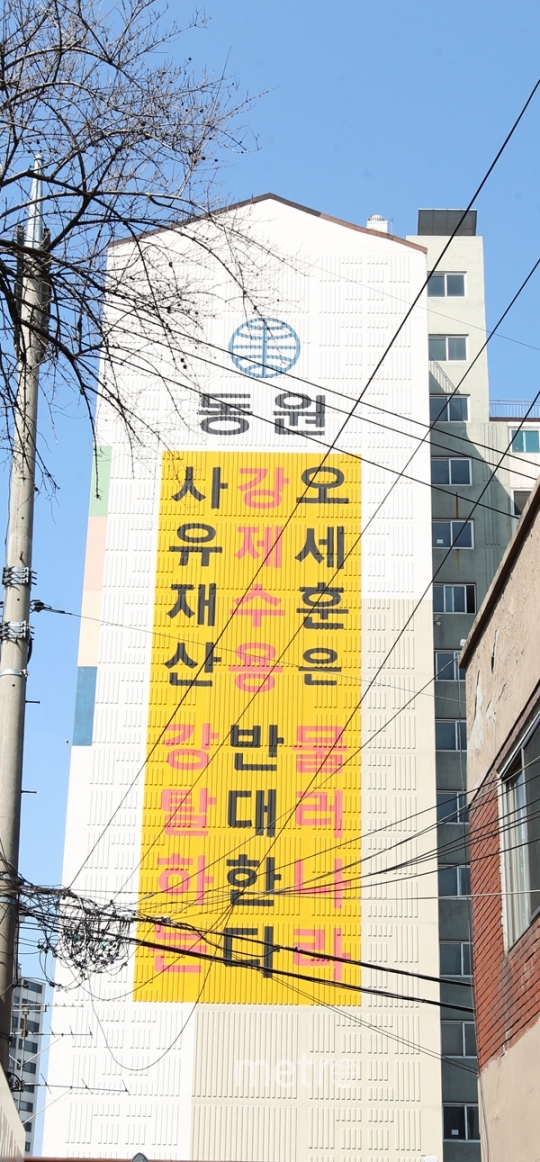 동원
사유재산 강탈하는
강제수용 반대한다
오세훈은 물러나라